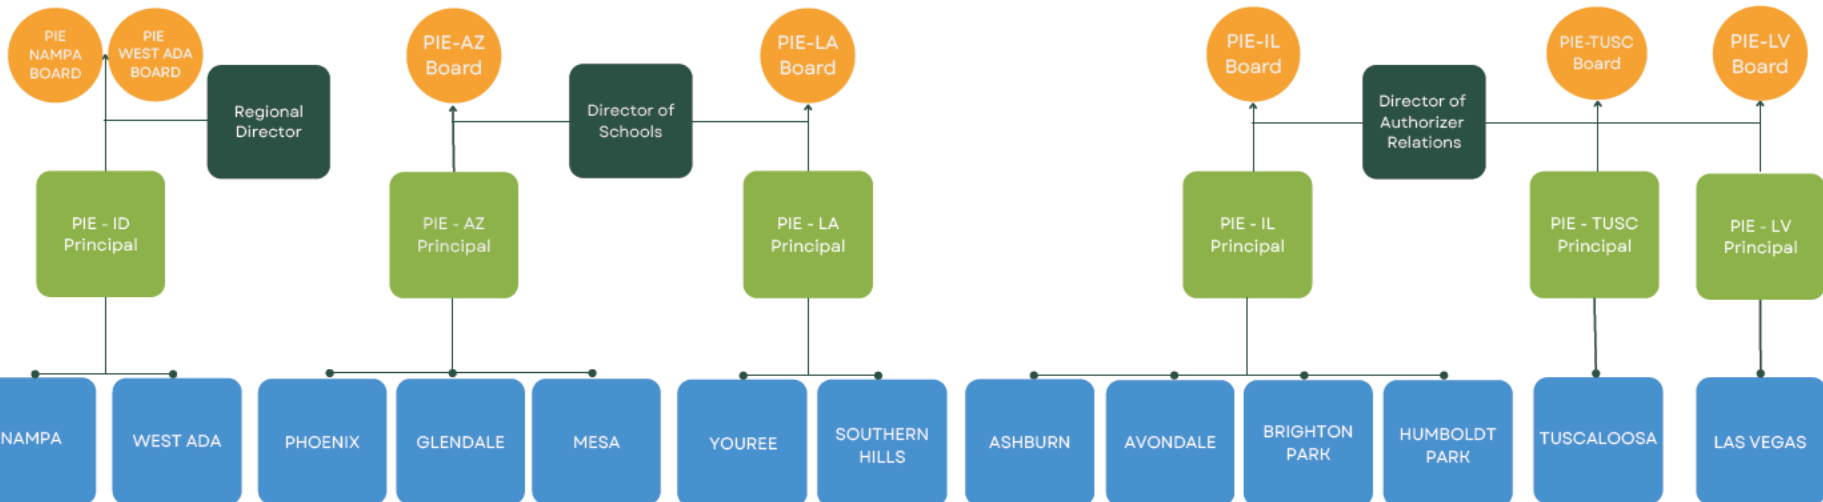 PIE
NAMPA
BOARD
PIE
WEST ADA
BOARD
PIE-AZ
Board
PIE-LA
Board
PIE-IL
Board
PIE-TUSC
Board
PIE-LV
Board
Regional
Director
Director of
Schools
Director of
Authorizer
Relations
PIE - ID
Principal
PIE - AZ
Principal
PIE - LA
Principal
PIE - IL
Principal
PIE - TUSC
Principal
PIE - LV
Principal
NAMPA
WEST ADA
PHOENIX
GLENDALE
MESA
YOUREE
SOUTHERN
HILLS
ASHBURN
AVONDALE
BRIGHTON
PARK
HUMBOLDT
PARK
TUSCALOOSA
LAS VEGAS